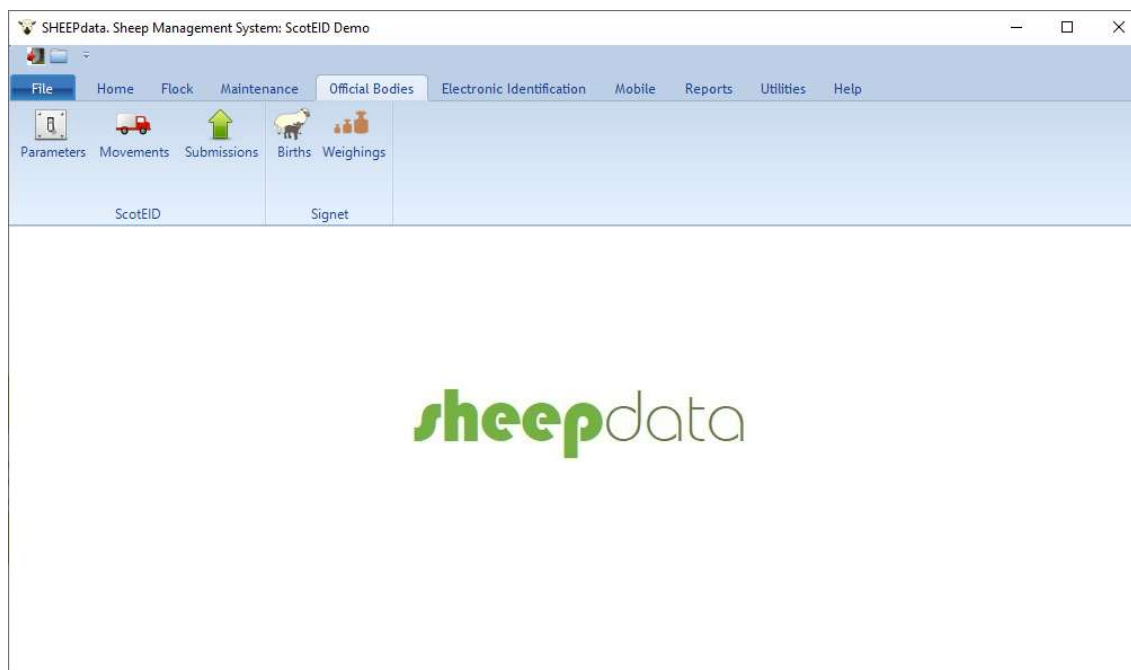 SHEEPdata. Sheep Management System: ScotEID Demo
File Home Flock Maintenance Official Bodies Electronic Identification Mobile Reports Utilities Help
Parameters Movements Submissions Births Weighings
ScotEID Signet
sheepdata